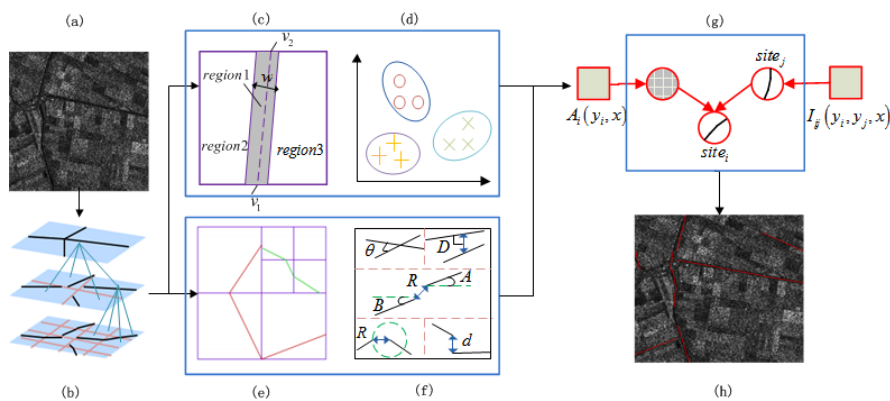 (a)
(c)
(d)
(g)
v₂
region1
w
region2
region3
v₁
site_j
A_i(y_i,x)
I_ij(y_i,y_j,x)
site_i
θ
D
R
A
B
R
d
(b)
(e)
(f)
(h)